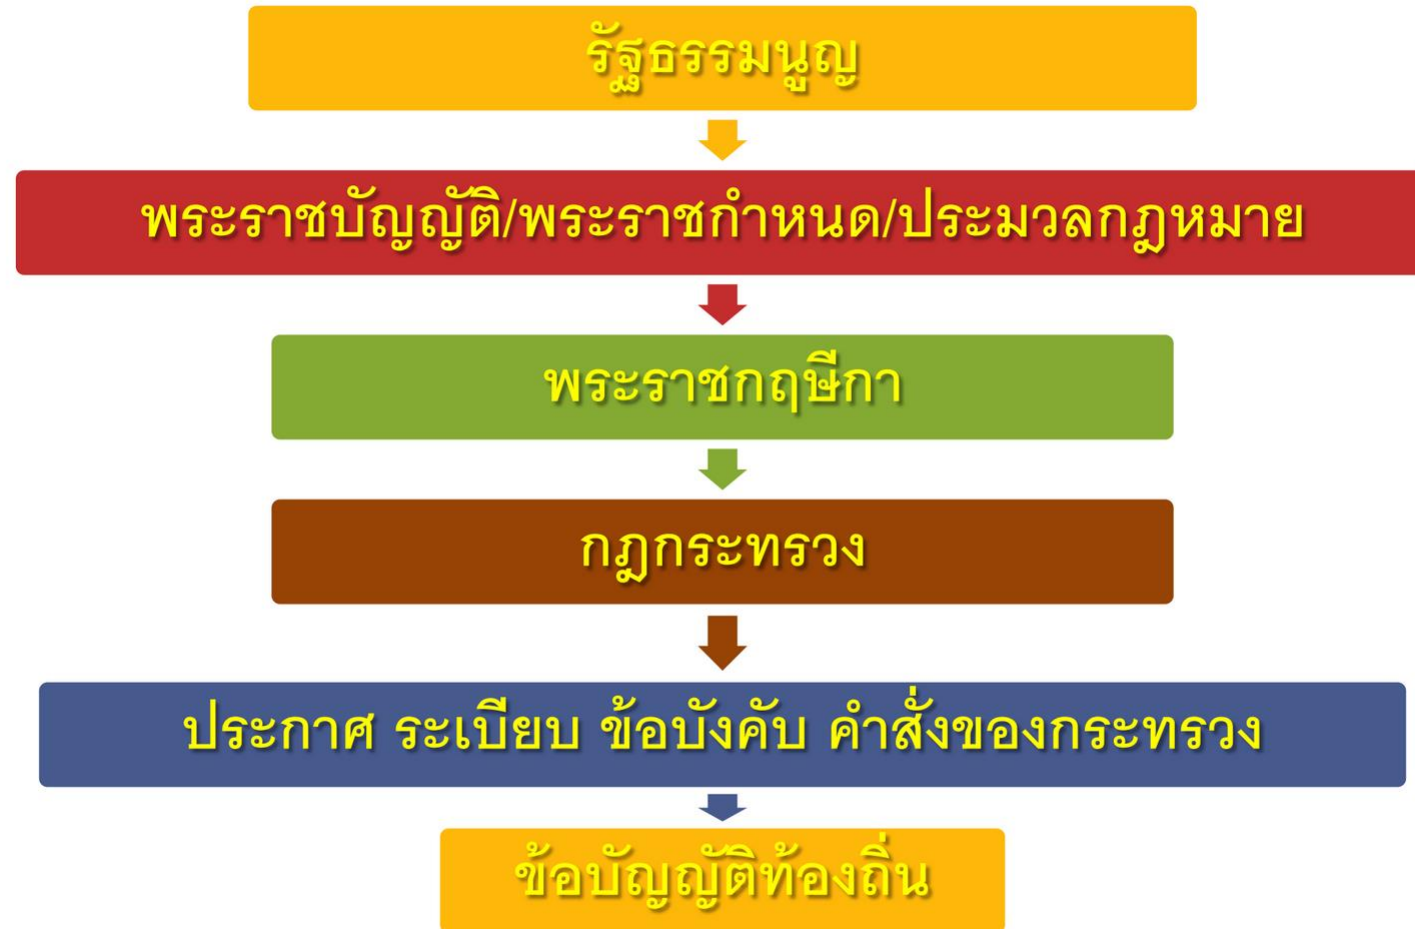 รัฐธรรมนูญ
พระราชบัญญัติ/พระราชกำหนด/ประมวลกฎหมาย
พระราชกฤษีกา
กฎกระทรวง
ประกาศ ระเบียบ ข้อบังคับ คำสั่งของกระทรวง
ข้อบัญญัติท้องถิ่น